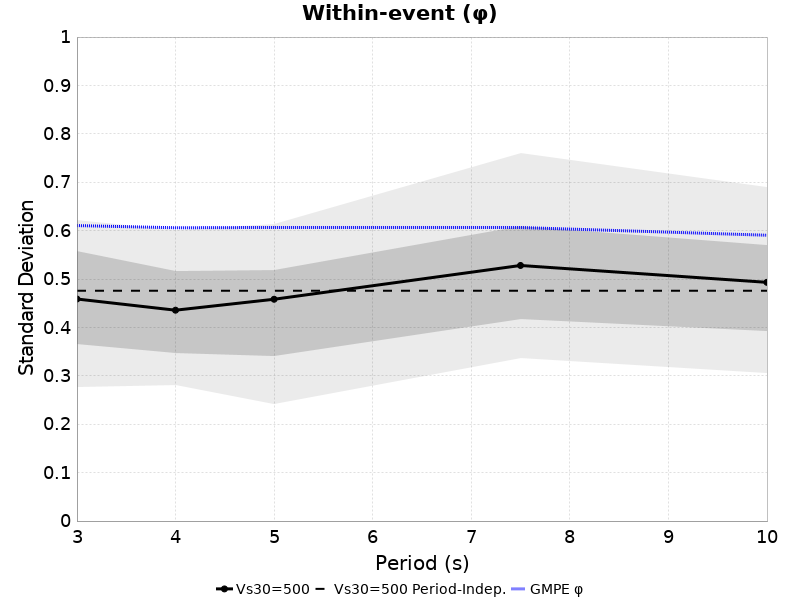 Within-event (φ)
Standard Deviation
1
0.9
0.8
0.7
0.6
0.5
0.4
0.3
0.2
0.1
0
3 4 5 6 7 8 9 10
Period (s)
Vs30=500 Vs30=500 Period-Indep. GMPE φ